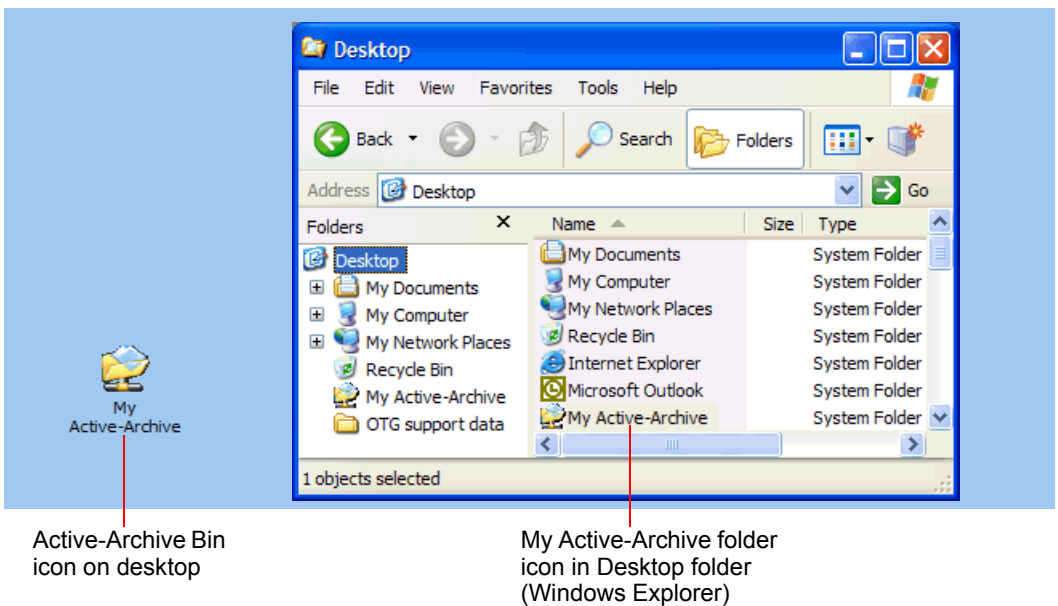 Desktop
File Edit View Favorites Tools Help
Back Search Folders
Address Desktop Go
Folders Name Size Type
Desktop
My Documents
My Computer
My Network Places
Recycle Bin
My Active-Archive
OTG support data
My Documents System Folder
My Computer System Folder
My Network Places System Folder
Recycle Bin System Folder
Internet Explorer System Folder
Microsoft Outlook System Folder
My Active-Archive System Folder
1 objects selected
My
Active-Archive
Active-Archive Bin
icon on desktop
My Active-Archive folder
icon in Desktop folder
(Windows Explorer)